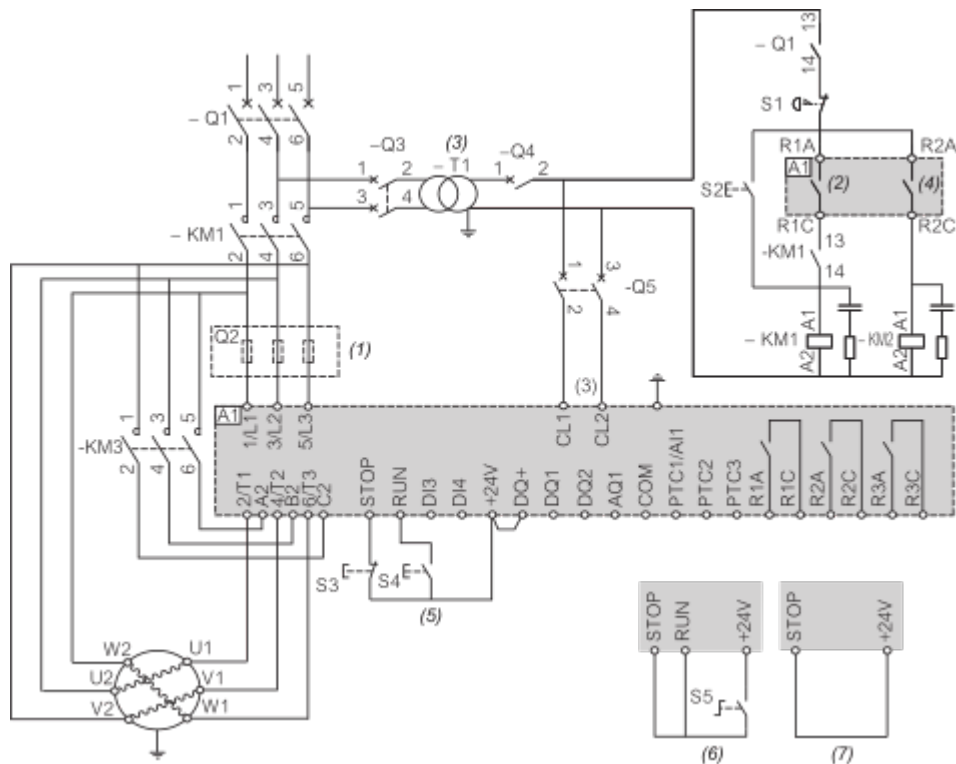 13
– Q1
14
S1
1 3 5
– Q1
2 4 6
–Q3
(3)
– T1
–Q4
1 2
1 2
3 4
R1A R2A
A1
(2) (4)
S2
R1C R2C
1 3 5
– KM1
2 4 6
-KM1
13
14
1 3
-Q5
2 4
A1 A1
– KM1 – KM2
A2 A2
Q2
(1)
(3)
A1
1/L1 3/L2 5/L3 CL1 CL2
1 3 5
-KM3
2 4 6
2/T1 A2 4/T2 B2 6/T3 C2 STOP RUN DI3 DI4 +24V DQ+ DQ1 DQ2 AQ1 COM PTC1/AI1 PTC2 PTC3 R1A R1C R2A R2C R3A R3C
S3 S4
(5)
STOP RUN +24V
STOP +24V
S5
(6) (7)
W2 U1
U2 V1
V2 W1